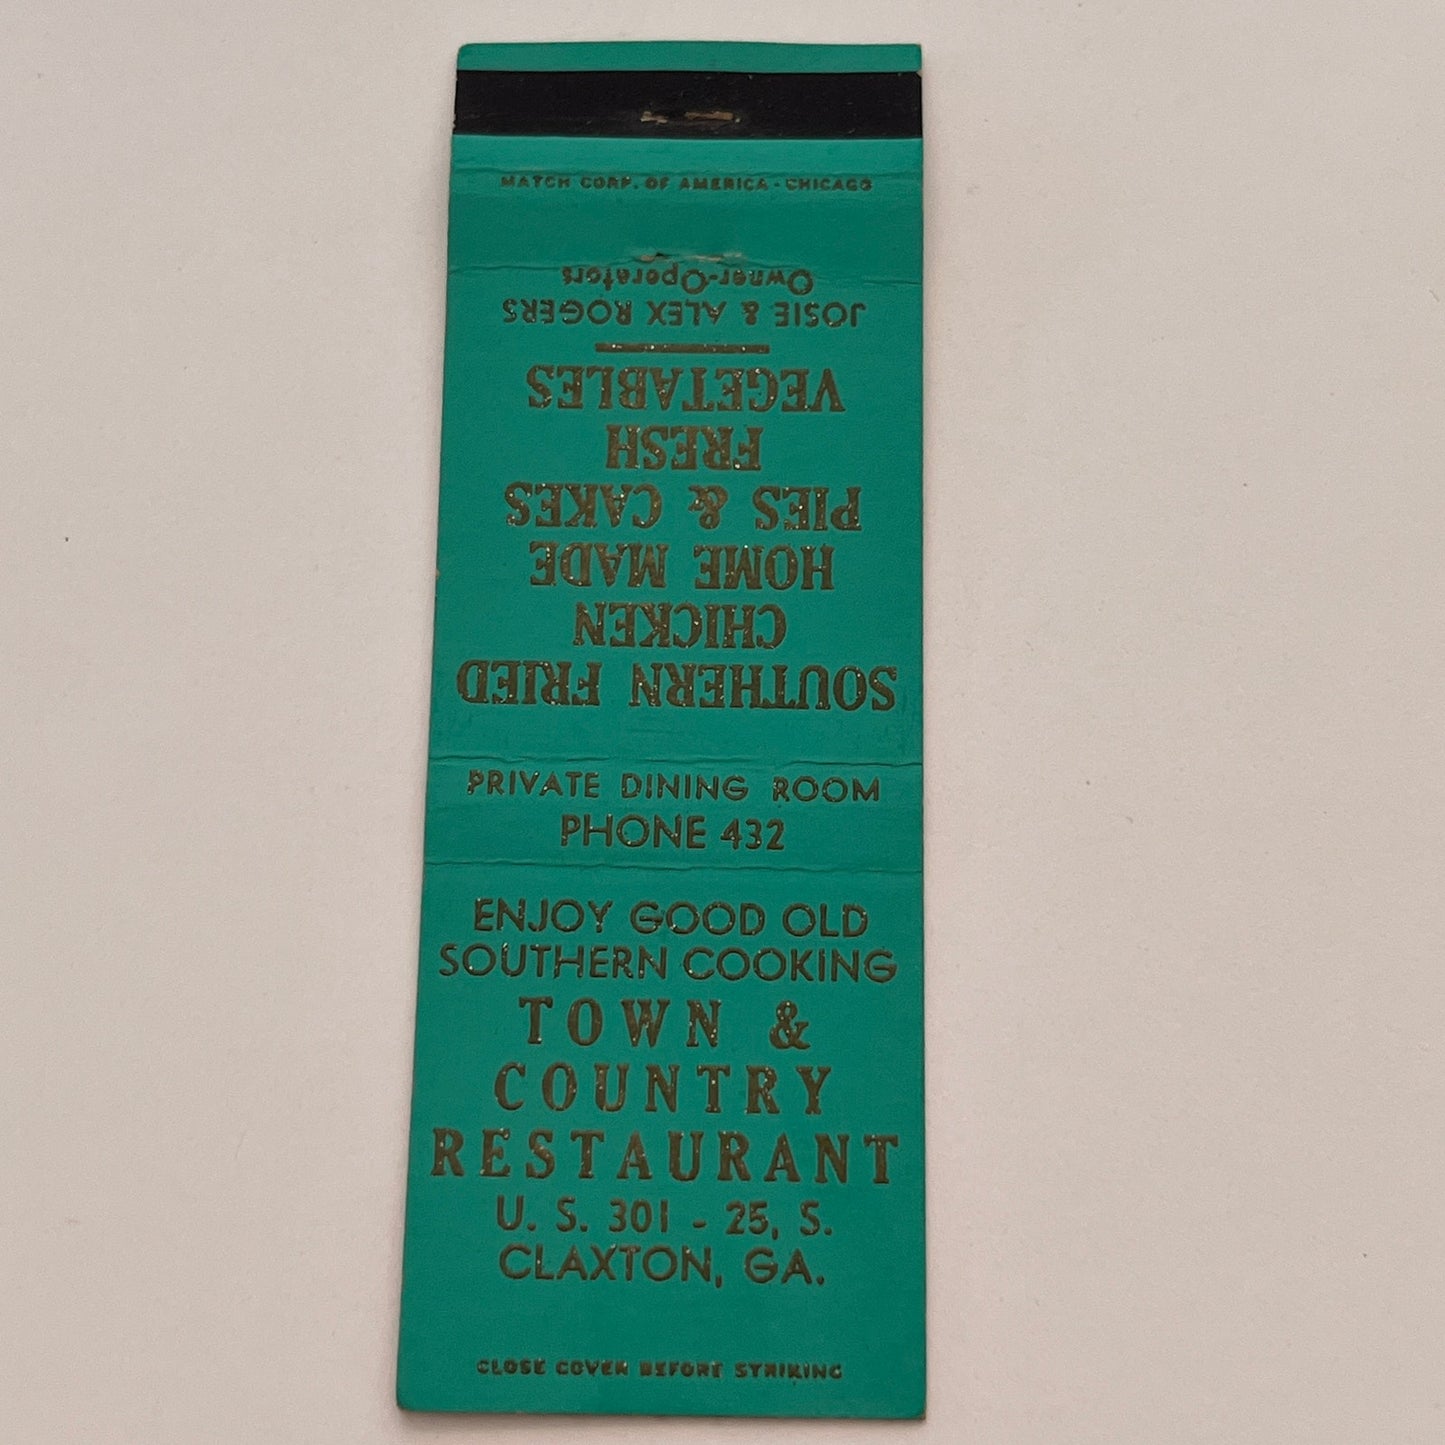 MATCH CORP. OF AMERICA - CHICAGO
SOUTHERN FRIED
CHICKEN
HOME MADE
PIES & CAKES
FRESH
VEGETABLES
JOSIE & ALEX ROGERS
Owner-Operators
PRIVATE DINING ROOM
PHONE 432
ENJOY GOOD OLD
SOUTHERN COOKING
TOWN &
COUNTRY
RESTAURANT
U. S. 301 - 25, S.
CLAXTON, GA.
CLOSE COVER BEFORE STRIKING